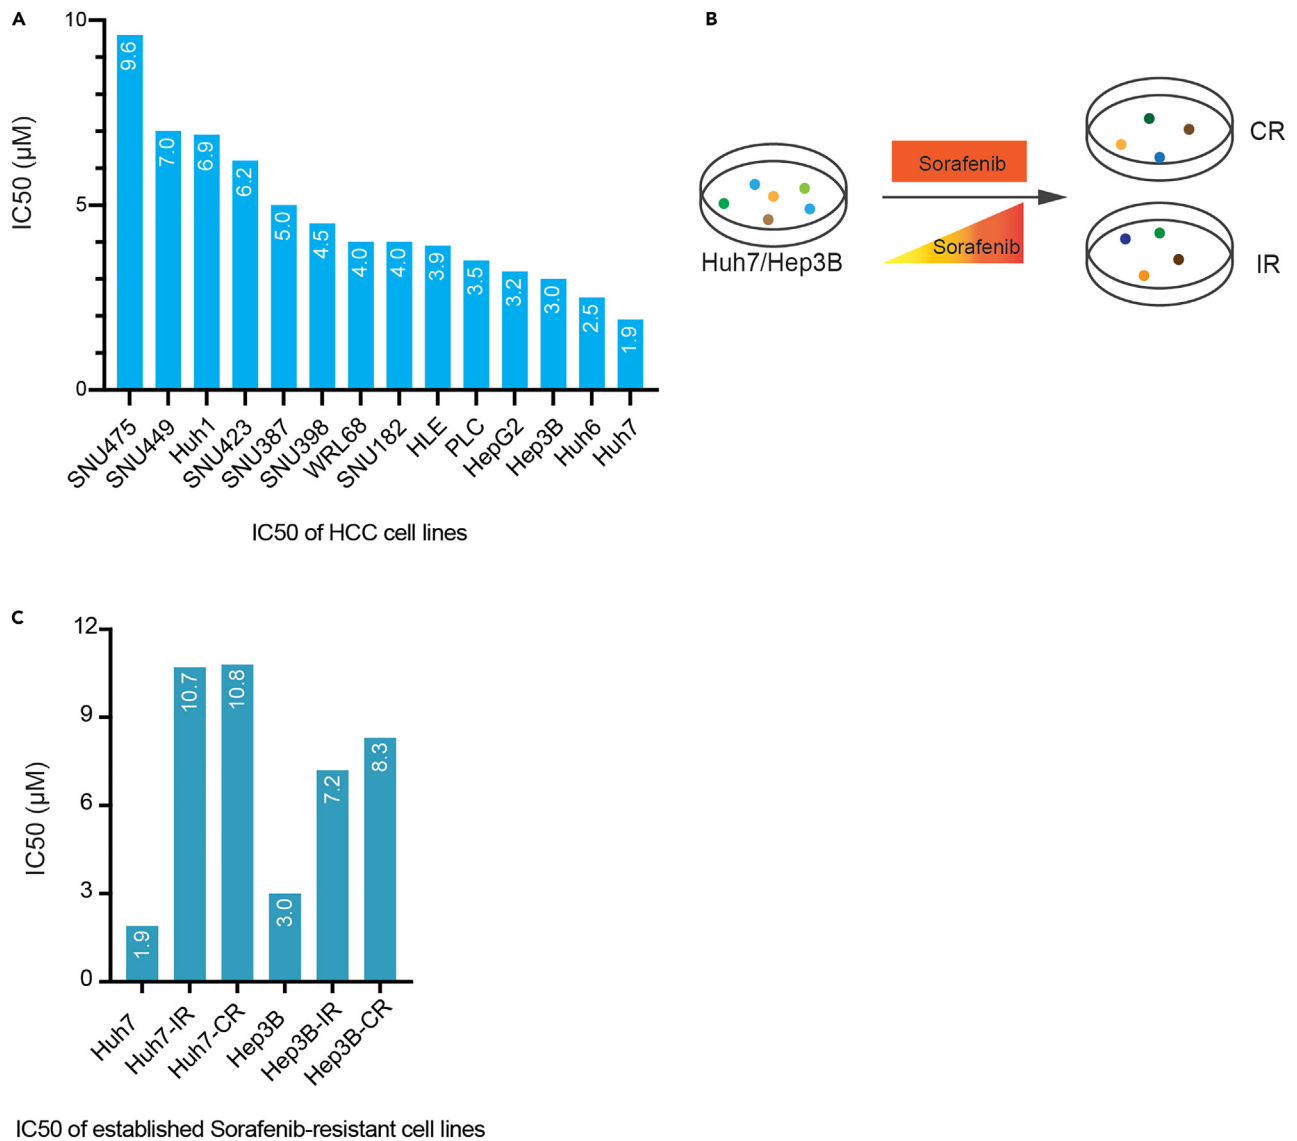 A
10
5
0
IC50 (μM)
9.6
7.0
6.9
6.2
5.0
4.5
4.0
4.0
3.9
3.5
3.2
3.0
2.5
1.9
SNU475
SNU449
Huh1
SNU423
SNU387
SNU398
WRL68
SNU182
HLE
PLC
HepG2
Hep3B
Huh6
Huh7
IC50 of HCC cell lines
B
Huh7/Hep3B
Sorafenib
Sorafenib
CR
IR
C
12
9
6
3
0
IC50 (μM)
1.9
10.7
10.8
3.0
7.2
8.3
Huh7
Huh7-IR
Huh7-CR
Hep3B
Hep3B-IR
Hep3B-CR
IC50 of established Sorafenib-resistant cell lines